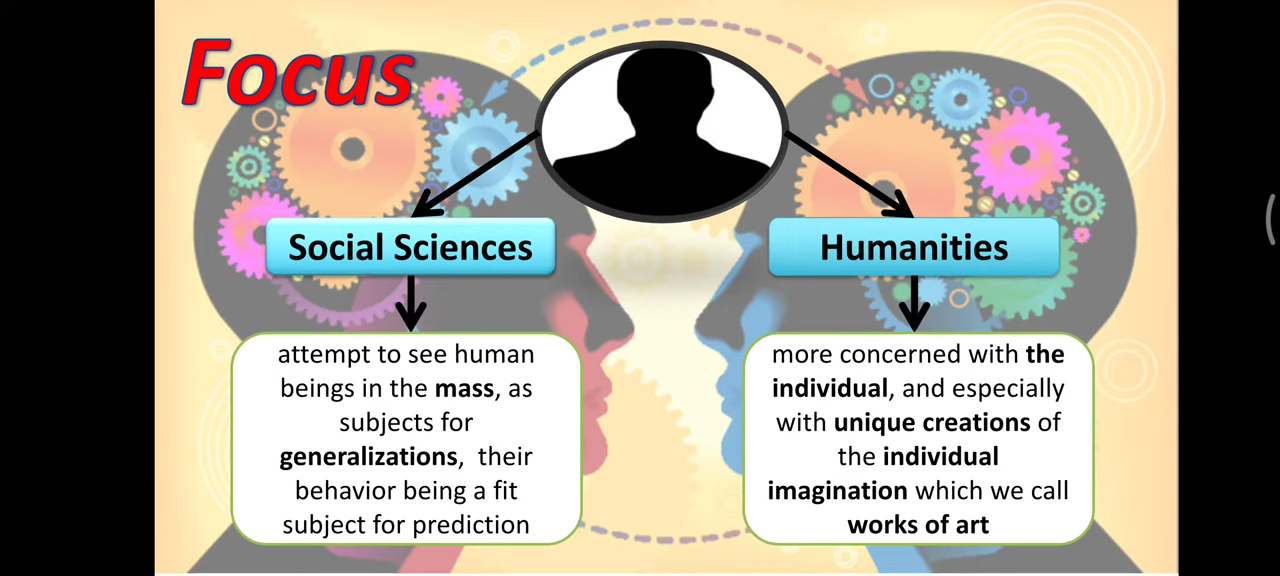 Focus
Social Sciences
attempt to see human
beings in the mass, as
subjects for
generalizations, their
behavior being a fit
subject for prediction
Humanities
more concerned with the
individual, and especially
with unique creations of
the individual
imagination which we call
works of art